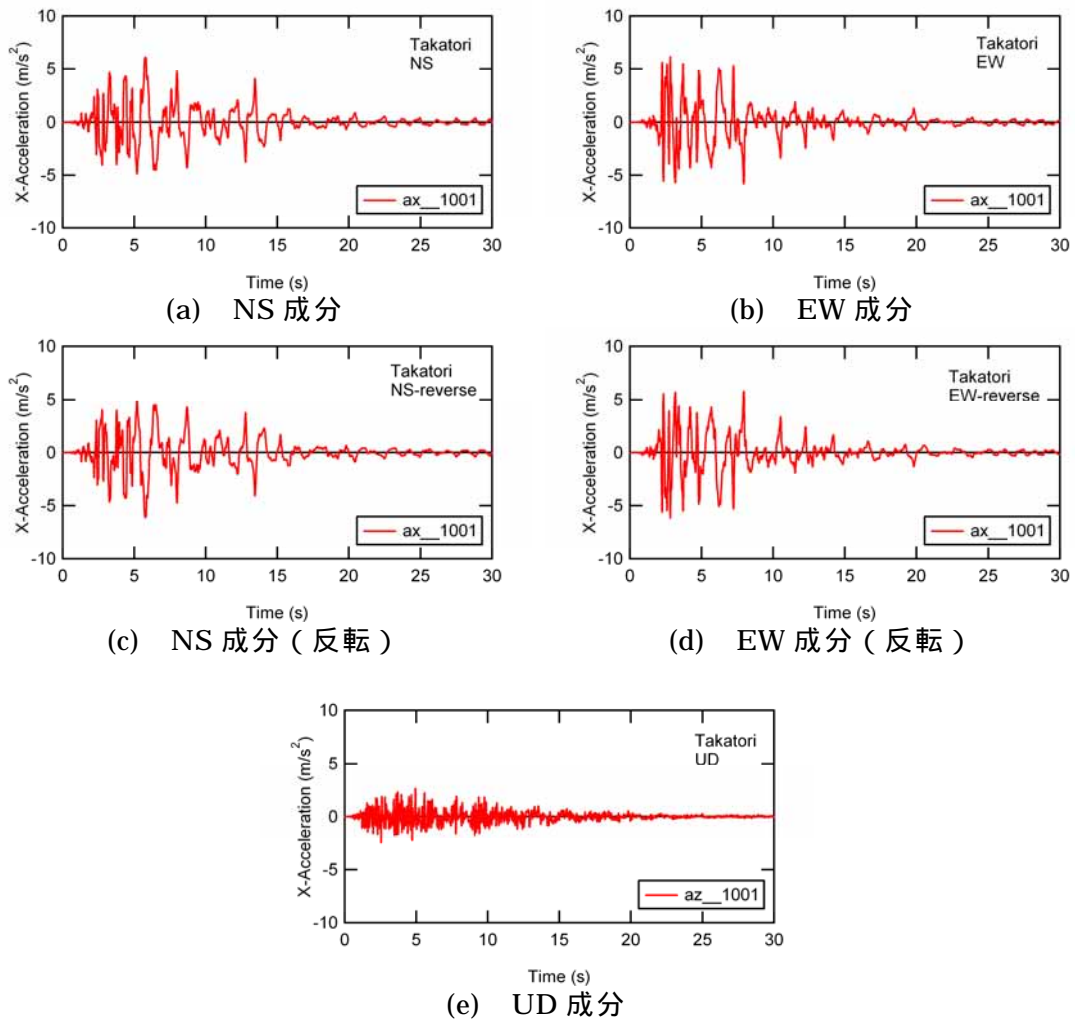 10
5
0
-5
-10
X-Acceleration (m/s²)
Takatori
NS
ax__1001
0 5 10 15 20 25 30
Time (s)
(a) NS 成分
10
5
0
-5
-10
X-Acceleration (m/s²)
Takatori
EW
ax__1001
0 5 10 15 20 25 30
Time (s)
(b) EW 成分
10
5
0
-5
-10
X-Acceleration (m/s²)
Takatori
NS-reverse
ax__1001
0 5 10 15 20 25 30
Time (s)
(c) NS 成分（反転）
10
5
0
-5
-10
X-Acceleration (m/s²)
Takatori
EW-reverse
ax__1001
0 5 10 15 20 25 30
Time (s)
(d) EW 成分（反転）
10
5
0
-5
-10
X-Acceleration (m/s²)
Takatori
UD
az__1001
0 5 10 15 20 25 30
Time (s)
(e) UD 成分